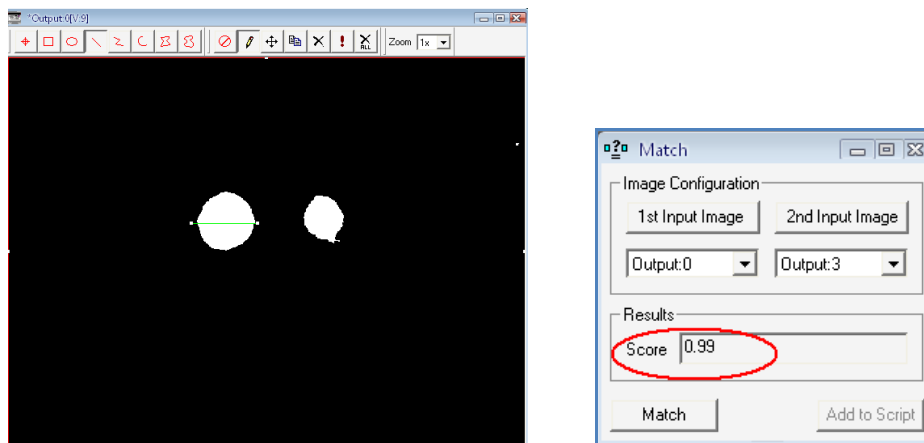 "Output:0[V:9]
ALL
Zoom 1x
Match
Image Configuration
1st Input Image 2nd Input Image
Output:0 Output:3
Results
Score 0.99
Match Add to Script